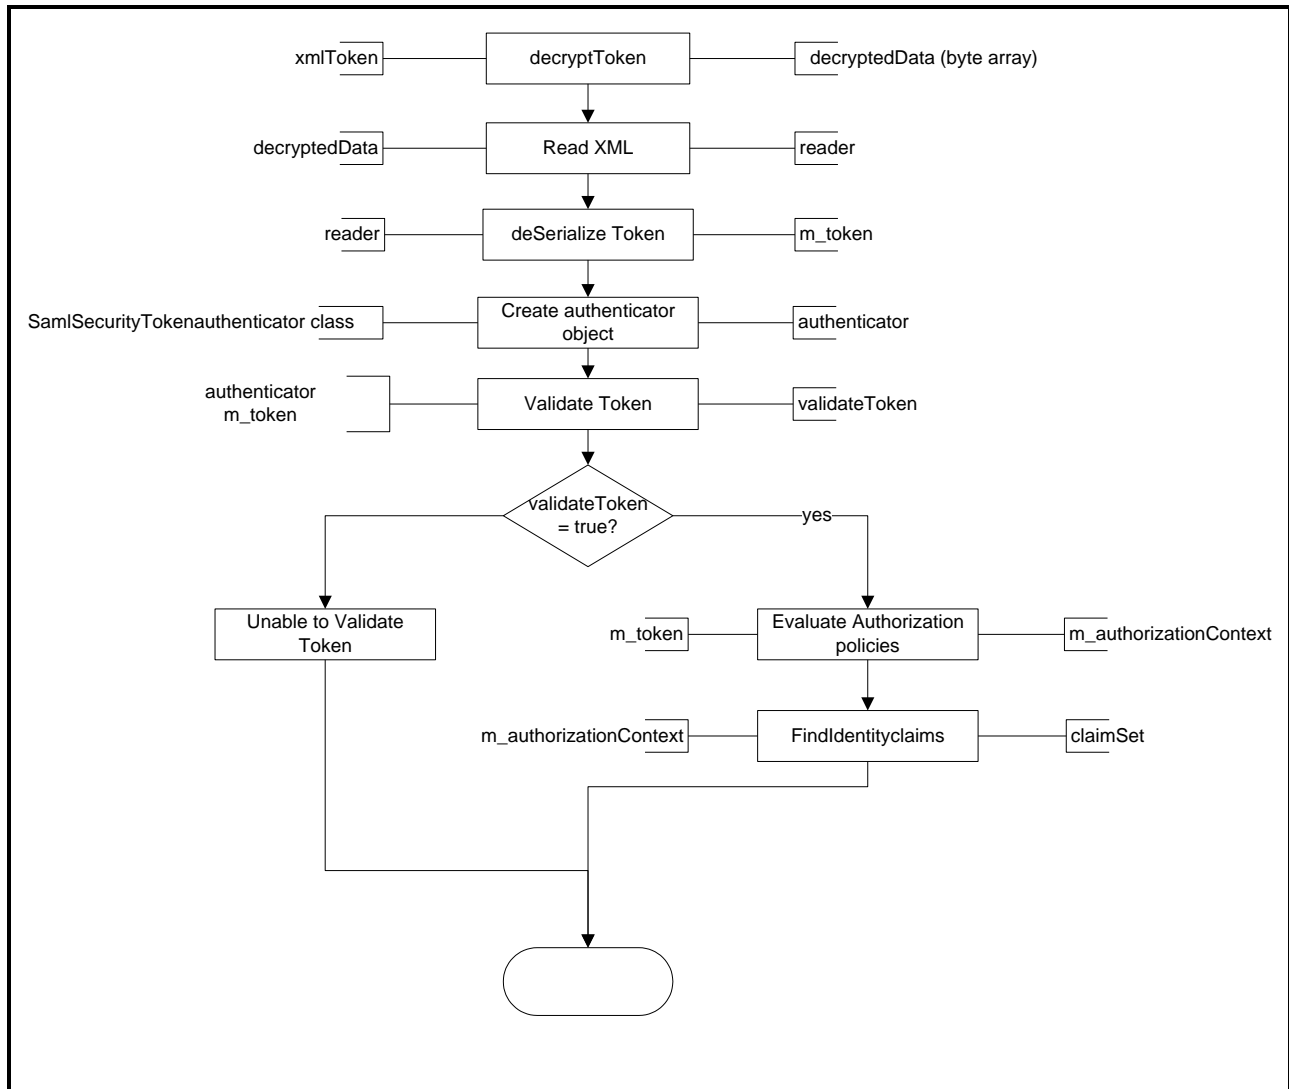 xmlToken
decryptToken
decryptedData (byte array)
decryptedData
Read XML
reader
reader
deSerialize Token
m_token
SamlSecurityTokenauthenticator class
Create authenticator
object
authenticator
authenticator
m_token
Validate Token
validateToken
validateToken
= true?
yes
Unable to Validate
Token
m_token
Evaluate Authorization
policies
m_authorizationContext
m_authorizationContext
FindIdentityclaims
claimSet